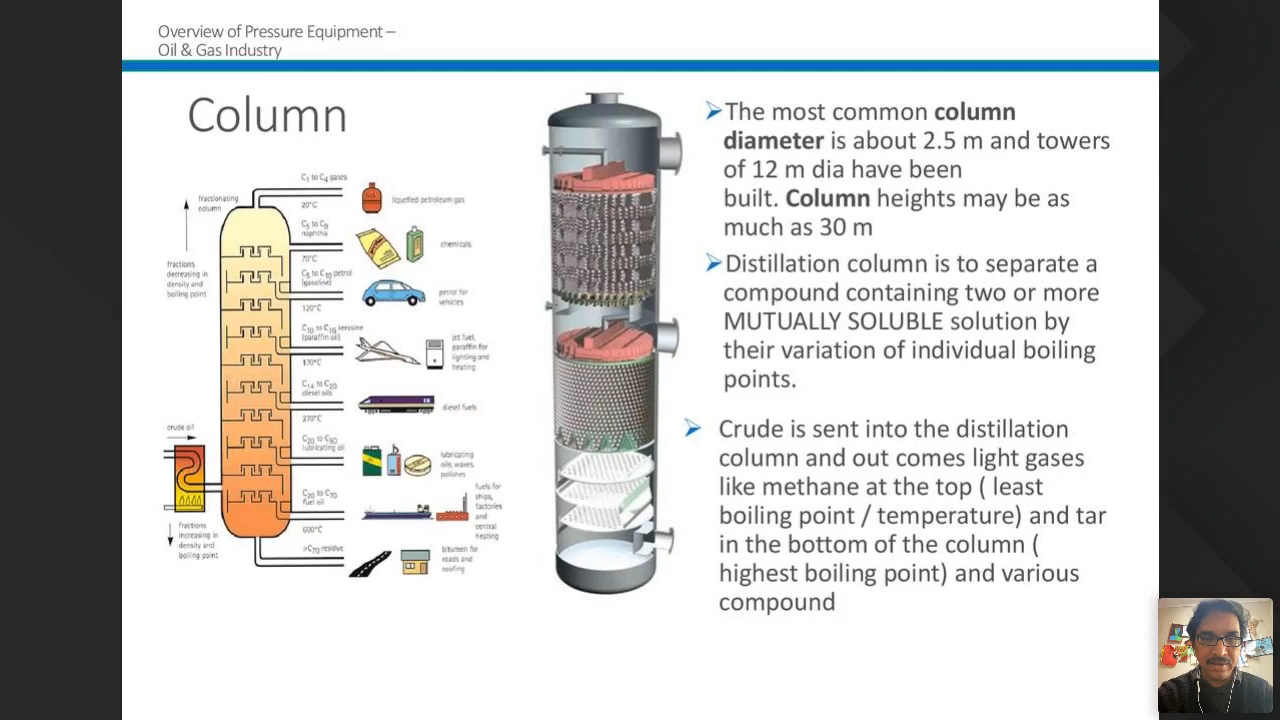 Overview of Pressure Equipment –
Oil & Gas Industry
Column
fractionating
column
fractions
decreasing in
density and
boiling point
crude oil
fractions
increasing in
density and
boiling point
C₁ to C₄ gases
20°C
C₅ to C₉
naphtha
70°C
C₅ to C₁₀ petrol
(gasoline)
120°C
C₁₀ to C₁₆ kerosine
(paraffin oil)
170°C
C₁₄ to C₂₀
diesel oils
270°C
C₂₀ to C₅₀
lubricating oil
C₂₀ to C₇₀
fuel oil
600°C
>C₇₀ residue
GAS
liquefied petroleum gas
chemicals
petrol for
vehicles
jet fuel,
paraffin for
lighting and
heating
diesel fuels
lubricating
oils, waxes,
polishes
fuels for
ships,
factories
and
central
heating
bitumen for
roads and
roofing
➢The most common column
diameter is about 2.5 m and towers
of 12 m dia have been
built. Column heights may be as
much as 30 m
➢Distillation column is to separate a
compound containing two or more
MUTUALLY SOLUBLE solution by
their variation of individual boiling
points.
➢ Crude is sent into the distillation
column and out comes light gases
like methane at the top ( least
boiling point / temperature) and tar
in the bottom of the column (
highest boiling point) and various
compound